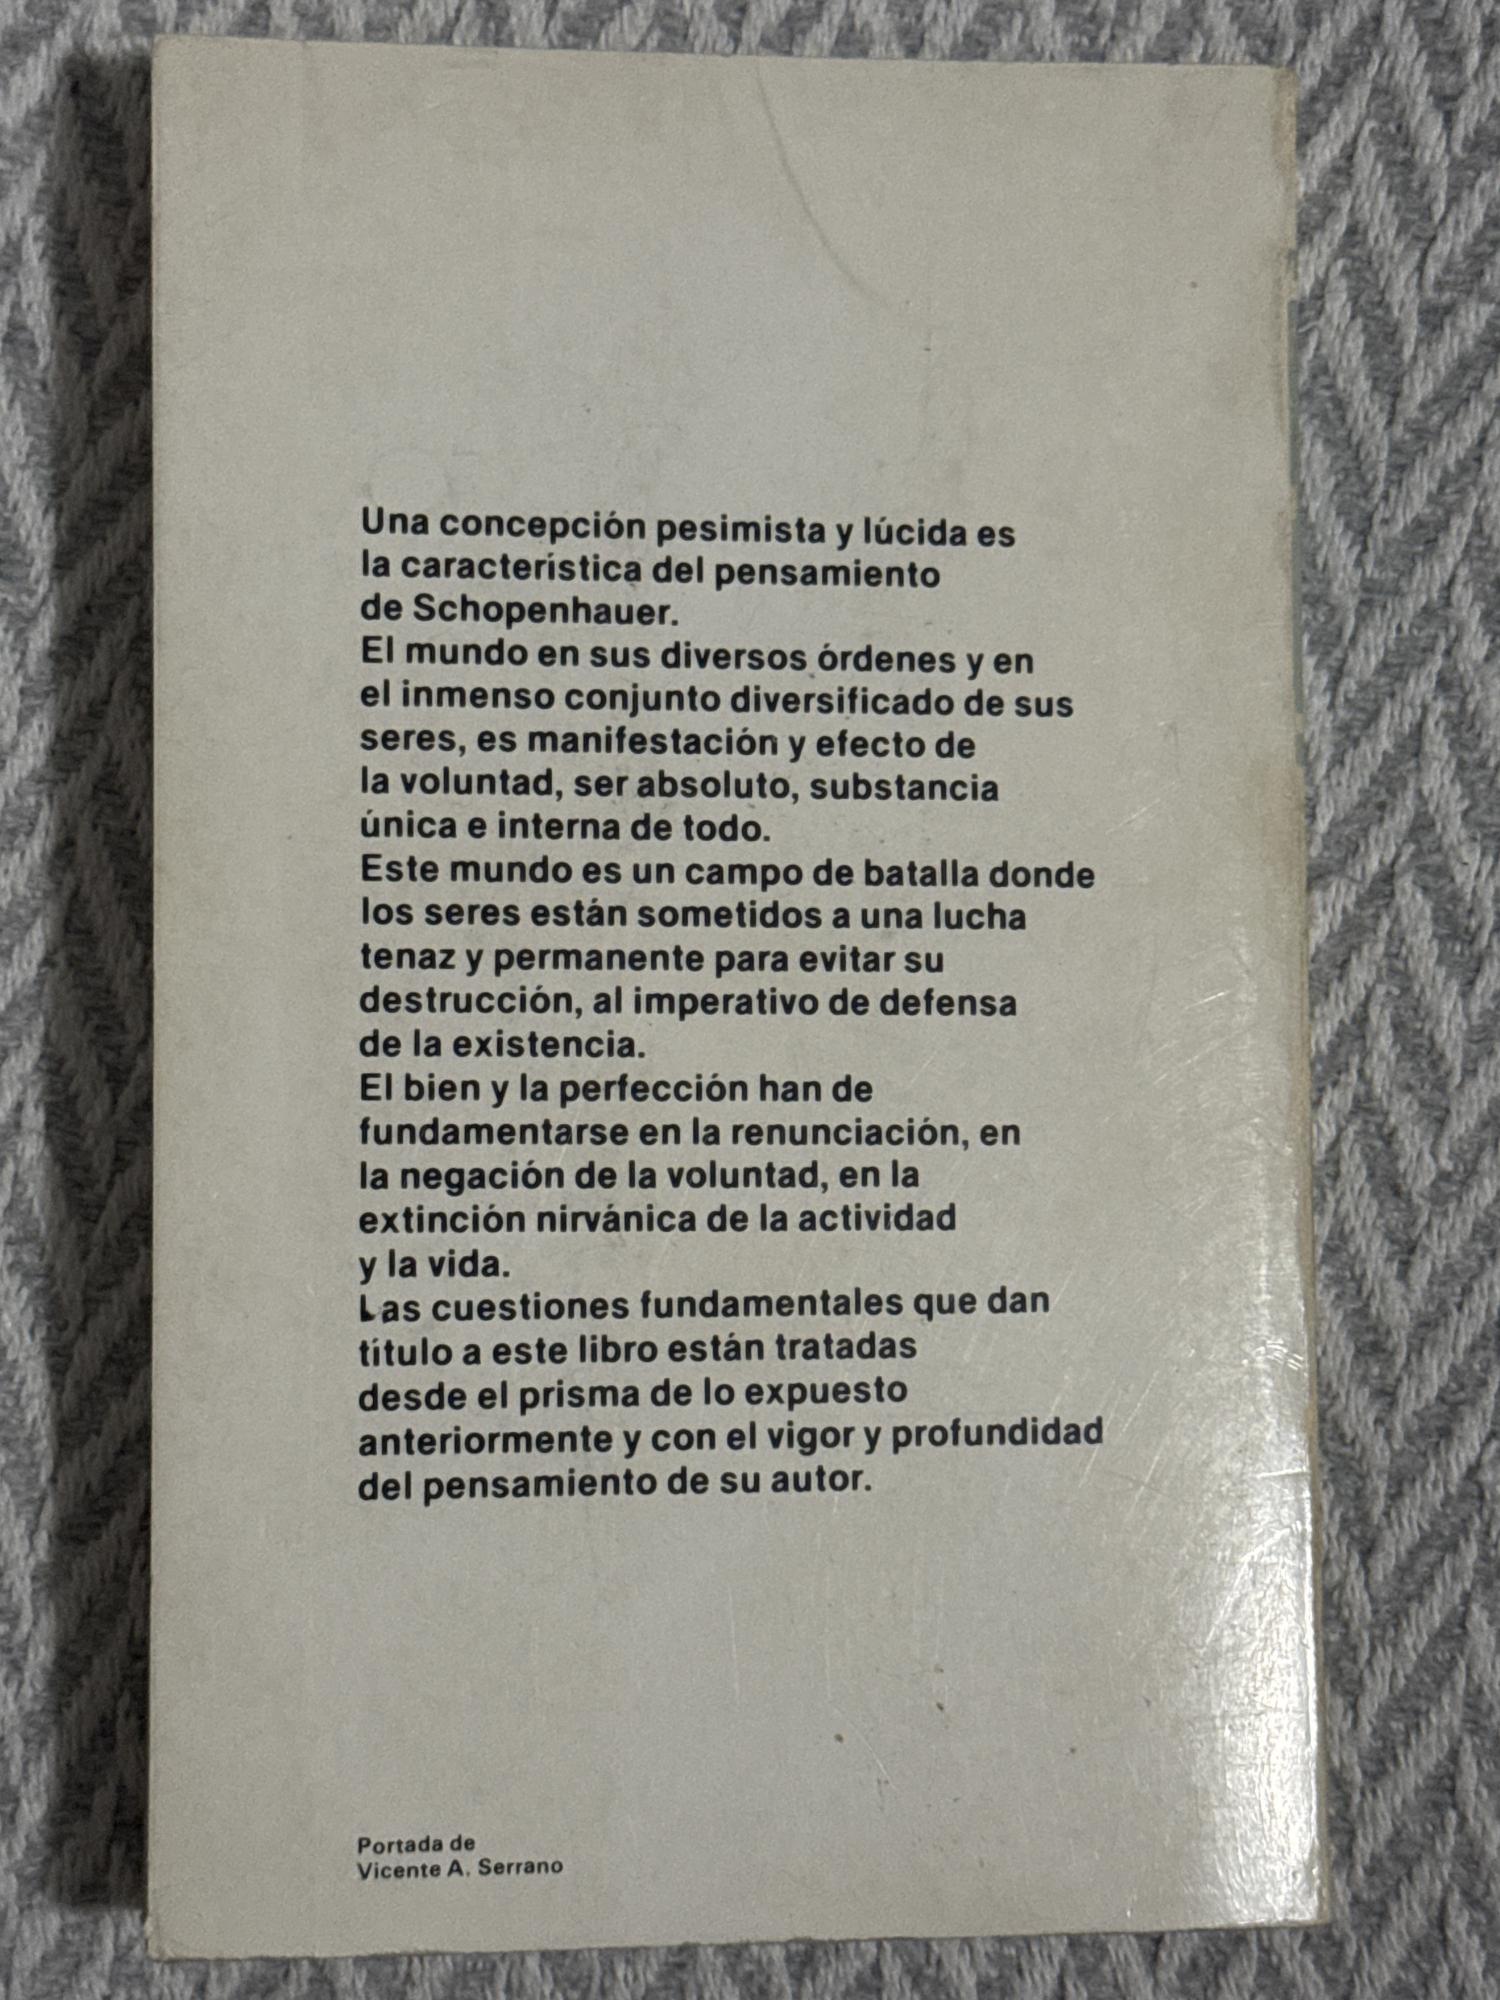 Una concepción pesimista y lúcida es
la característica del pensamiento
de Schopenhauer.
El mundo en sus diversos órdenes y en
el inmenso conjunto diversificado de sus
seres, es manifestación y efecto de
la voluntad, ser absoluto, substancia
única e interna de todo.
Este mundo es un campo de batalla donde
los seres están sometidos a una lucha
tenaz y permanente para evitar su
destrucción, al imperativo de defensa
de la existencia.
El bien y la perfección han de
fundamentarse en la renunciación, en
la negación de la voluntad, en la
extinción nirvánica de la actividad
y la vida.
Las cuestiones fundamentales que dan
título a este libro están tratadas
desde el prisma de lo expuesto
anteriormente y con el vigor y profundidad
del pensamiento de su autor.
Portada de
Vicente A. Serrano